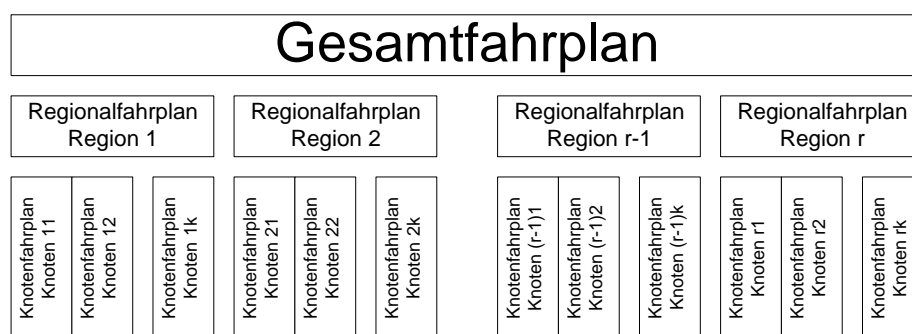 Gesamtfahrplan
Regionalfahrplan
Region 1
Regionalfahrplan
Region 2
Regionalfahrplan
Region r-1
Regionalfahrplan
Region r
Knotenfahrplan
Knoten 11
Knotenfahrplan
Knoten 12
Knotenfahrplan
Knoten 1k
Knotenfahrplan
Knoten 21
Knotenfahrplan
Knoten 22
Knotenfahrplan
Knoten 2k
Knotenfahrplan
Knoten (r-1)1
Knotenfahrplan
Knoten (r-1)2
Knotenfahrplan
Knoten (r-1)k
Knotenfahrplan
Knoten r1
Knotenfahrplan
Knoten r2
Knotenfahrplan
Knoten rk